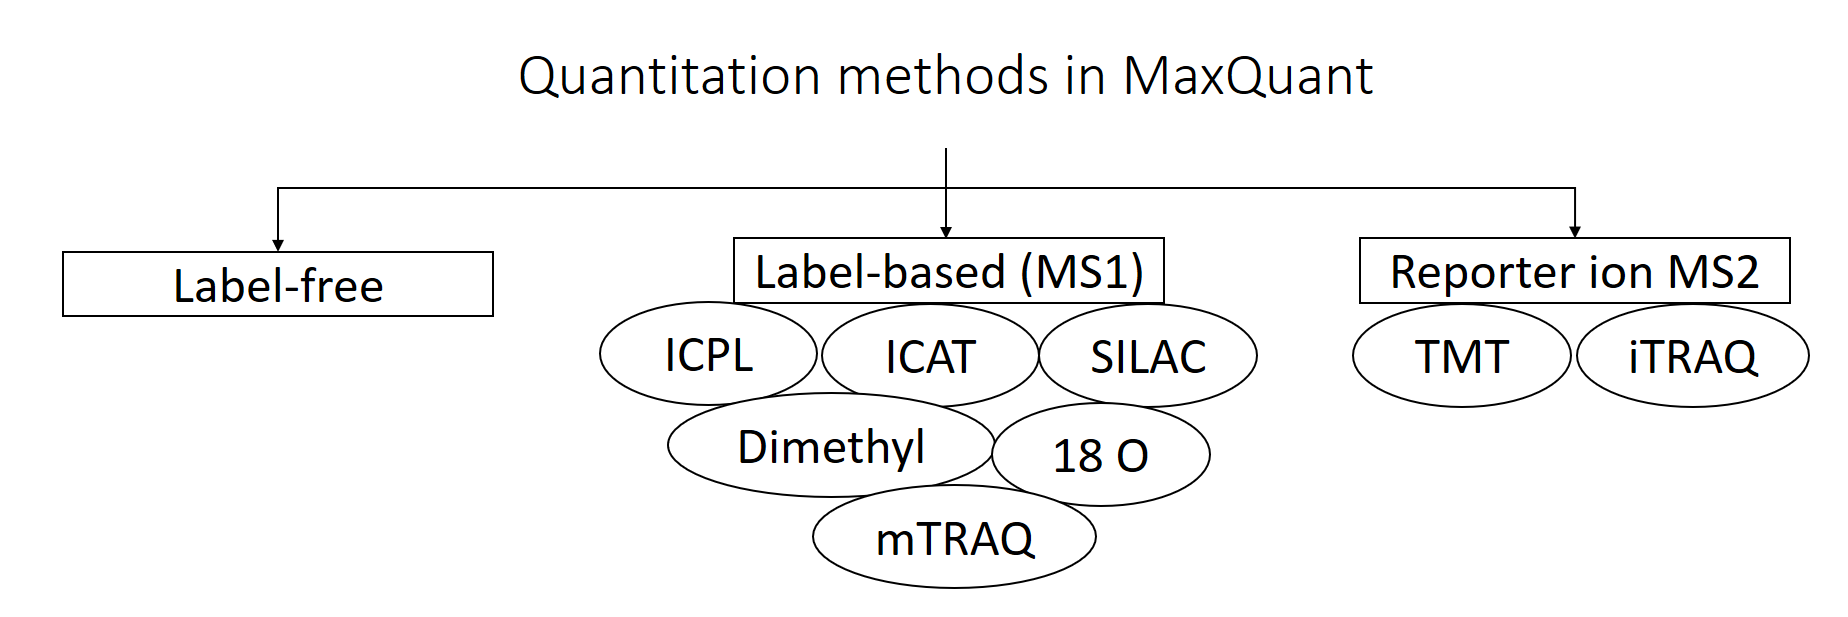 Quantitation methods in MaxQuant
Label-free
Label-based (MS1)
Reporter ion MS2
ICPL
ICAT
SILAC
TMT
iTRAQ
Dimethyl
18 O
mTRAQ